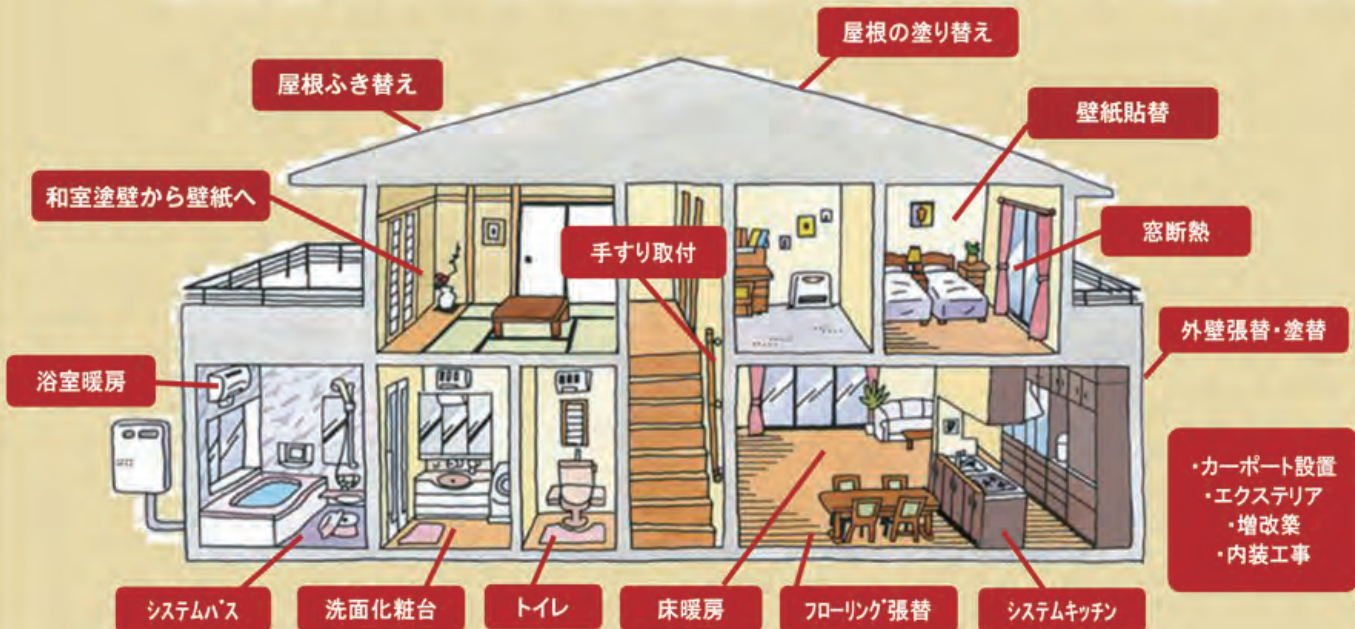 屋根の塗り替え
屋根ふき替え
壁紙貼替
和室塗壁から壁紙へ
手すり取付
窓断熱
外壁張替・塗替
浴室暖房
・カーポート設置
・エクステリア
・増改築
・内装工事
システムバス
洗面化粧台
トイレ
床暖房
フローリング張替
システムキッチン